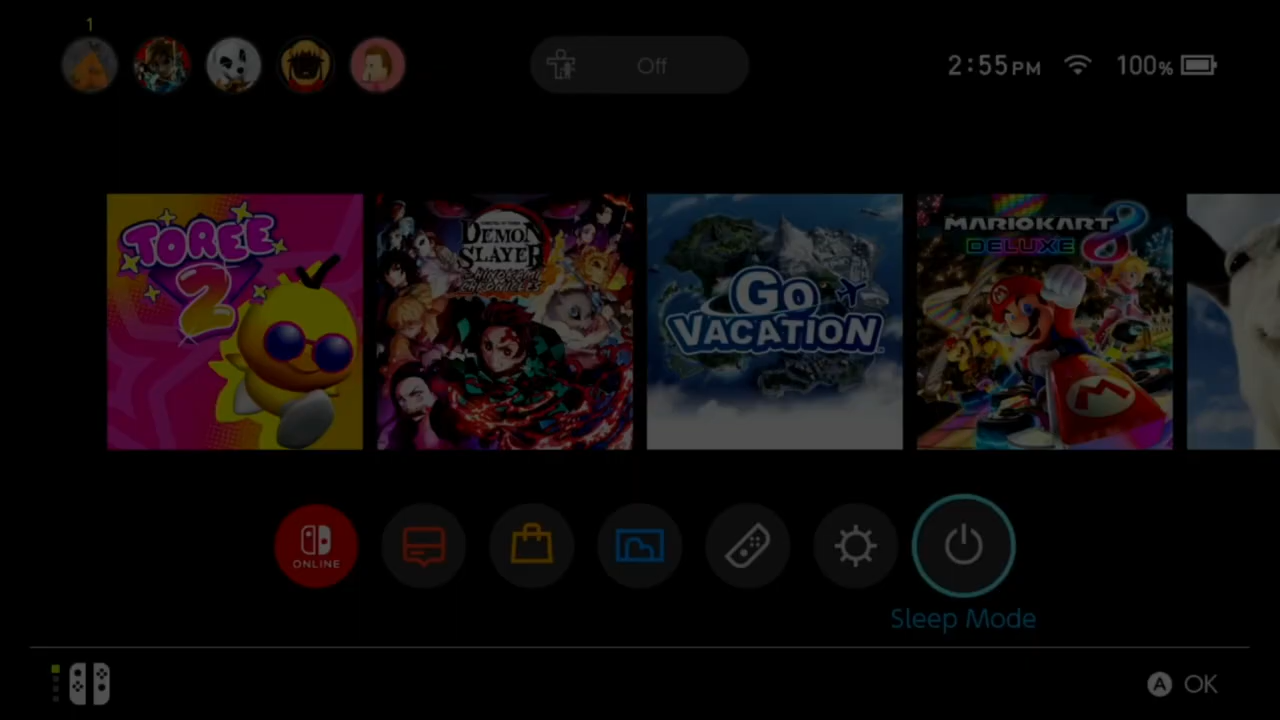 1
Off
2:55PM
100%
TOREE
2
DEMON
SLAYER
GO
VACATION
MARIOKART 8
DELUXE
M
ONLINE
Sleep Mode
A OK